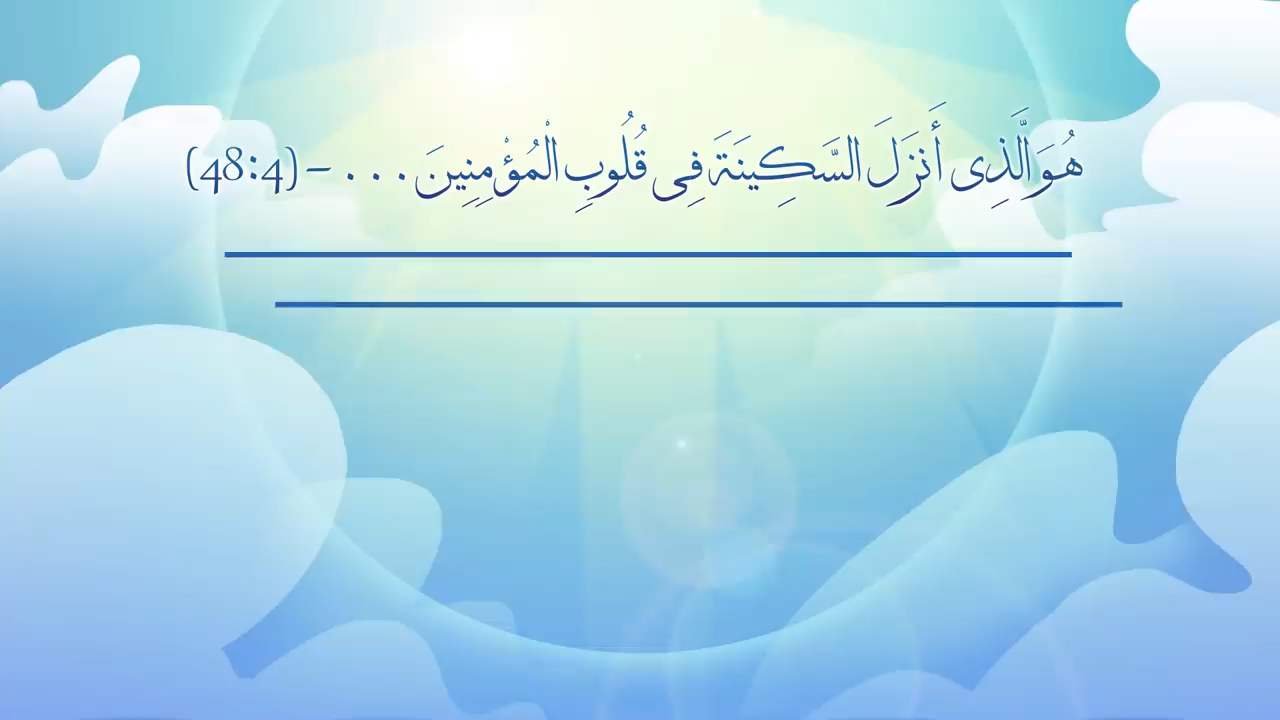 هُوَ الَّذِى أَنزَلَ السَّكِينَةَ فِى قُلُوبِ الْمُؤْمِنِينَ . . . – (48:4)